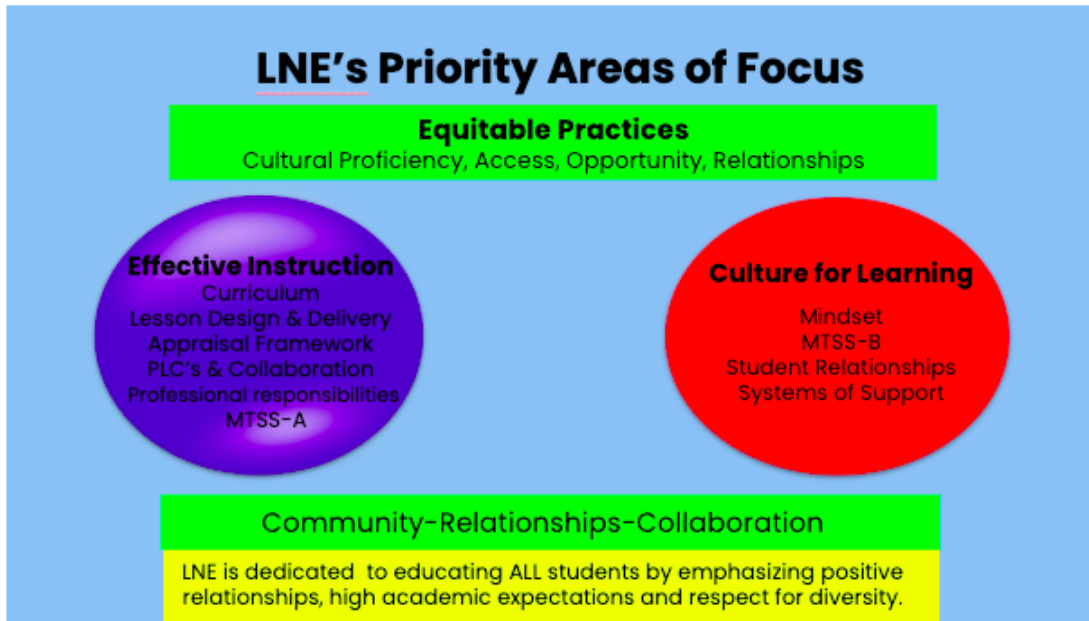 LNE’s Priority Areas of Focus
Equitable Practices
Cultural Proficiency, Access, Opportunity, Relationships
Effective Instruction
Curriculum
Lesson Design & Delivery
Appraisal Framework
PLC’s & Collaboration
Professional responsibilities
MTSS-A
Culture for Learning
Mindset
MTSS-B
Student Relationships
Systems of Support
Community-Relationships-Collaboration
LNE is dedicated  to educating ALL students by emphasizing positive
relationships, high academic expectations and respect for diversity.